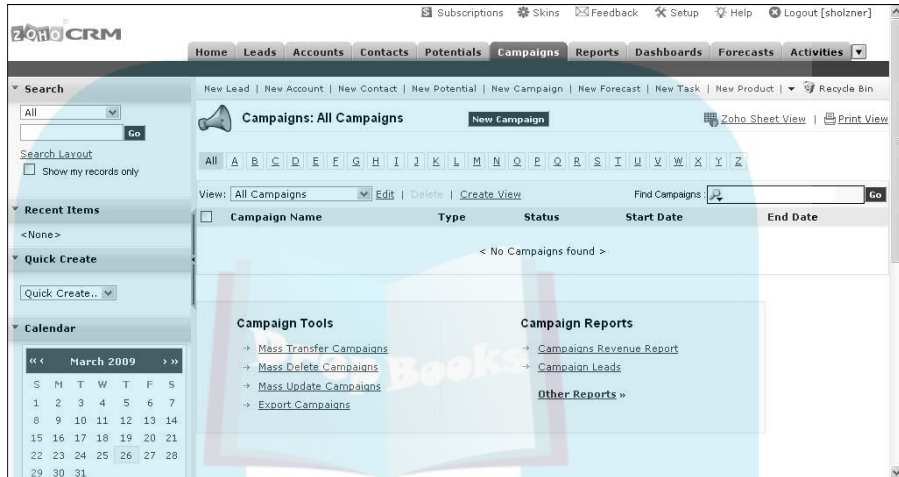 Subscriptions Skins Feedback Setup Help Logout [sholzner]
ZOHO CRM
Home Leads Accounts Contacts Potentials Campaigns Reports Dashboards Forecasts Activities
Search
New Lead | New Account | New Contact | New Potential | New Campaign | New Forecast | New Task | New Product | Recycle Bin
All
Go
Search Layout
Show my records only
Campaigns: All Campaigns New Campaign Zoho Sheet View | Print View
All A B C D E F G H I J K L M N O P Q R S T U V W X Y Z
View: All Campaigns Edit | Delete | Create View Find Campaigns : Go
Recent Items
<None>
Campaign Name Type Status Start Date End Date
< No Campaigns found >
Quick Create
Quick Create..
Calendar
« ‹ March 2009 › »
S M T W T F S
1 2 3 4 5 6 7
8 9 10 11 12 13 14
15 16 17 18 19 20 21
22 23 24 25 26 27 28
29 30 31
Campaign Tools
Mass Transfer Campaigns
Mass Delete Campaigns
Mass Update Campaigns
Export Campaigns
Campaign Reports
Campaigns Revenue Report
Campaign Leads
Other Reports »
DropBooks